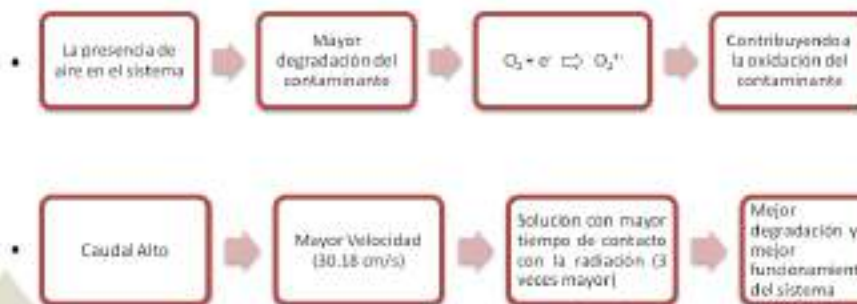 La presencia de
aire en el sistema
Mayor
degradación del
contaminante
O₂ + e⁻ ⇨ O₂•⁻
Contribuyendo a
la oxidación del
contaminante
Caudal Alto
Mayor Velocidad
(30.18 cm/s)
Solución con mayor
tiempo de contacto
con la radiación (3
veces mayor(
Mejor
degradación y
mejor
funcionamient
del sistema